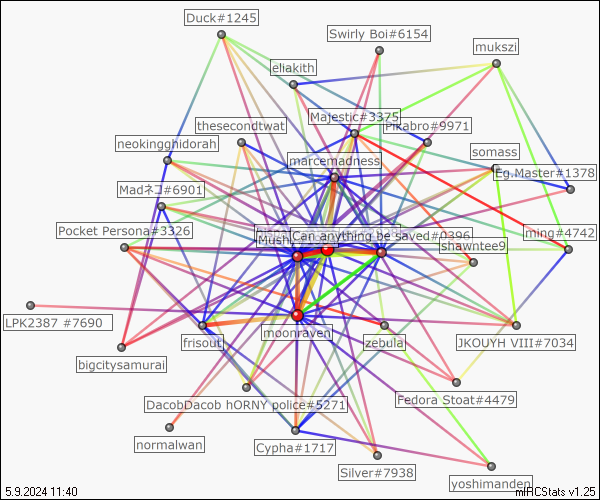 Duck#1245
Swirly Boi#6154
mukszi
eliakith
Majestic#3375
thesecondtwat
Pikabro#9971
neokingghidorah
marcemadness
somass
Eg.Master#1378
Madネコ#6901
Pocket Persona#3326
Mush
Can anything be saved#0396
ming#4742
shawntee9
LPK2387 #7690
moonraven
frisout
zebula
JKOUYH VIII#7034
bigcitysamurai
DacobDacob hORNY police#5271
Fedora Stoat#4479
normalwan
Cypha#1717
Silver#7938
yoshimanden
5.9.2024 11:40
mIRCStats v1.25